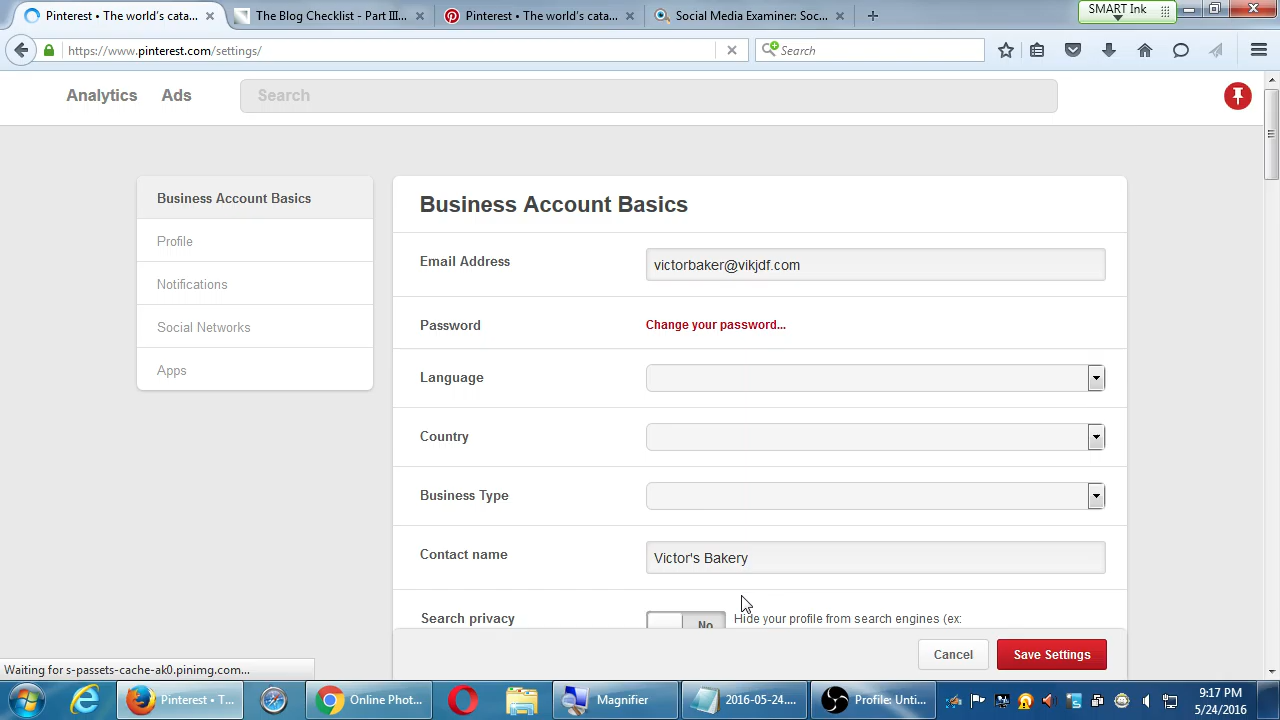 Pinterest • The world's cata...
The Blog Checklist - Part III...
Pinterest • The world's cata...
Social Media Examiner: Soc...
SMART Ink
https://www.pinterest.com/settings/
Search
Analytics
Ads
Search
Business Account Basics
Profile
Notifications
Social Networks
Apps
Business Account Basics
Email Address
victorbaker@vikjdf.com
Password
Change your password...
Language
Country
Business Type
Contact name
Victor's Bakery
Search privacy
No
Hide your profile from search engines (ex:
Cancel
Save Settings
Waiting for s-passets-cache-ak0.pinimg.com...
Pinterest • T...
Online Phot...
Magnifier
2016-05-24....
Profile: Unti...
9:17 PM
5/24/2016